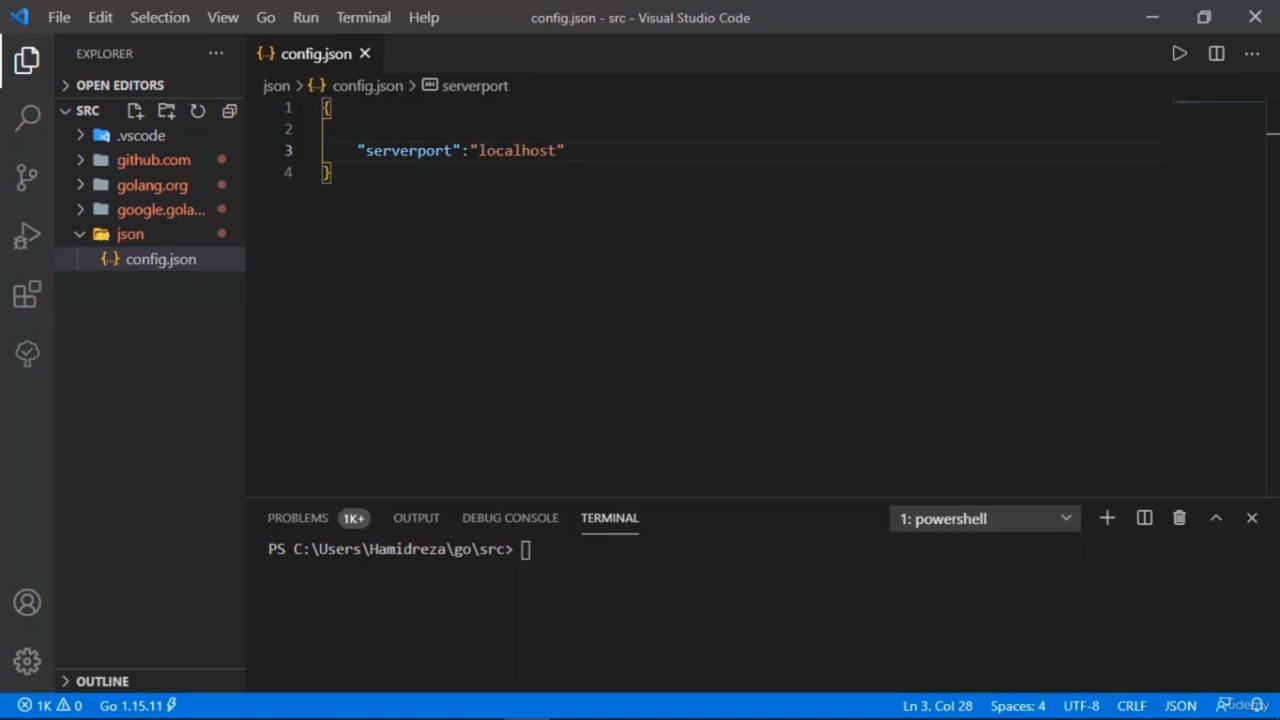 File Edit Selection View Go Run Terminal Help config.json - src - Visual Studio Code
EXPLORER
OPEN EDITORS
SRC
.vscode
github.com
golang.org
google.gola...
json
config.json
OUTLINE
config.json
json > config.json > serverport
1 {
2
3 "serverport":"localhost"
4 }
PROBLEMS 1K+ OUTPUT DEBUG CONSOLE TERMINAL 1: powershell
PS C:\Users\Hamidreza\go\src>
1K 0 Go 1.15.11 Ln 3, Col 28 Spaces: 4 UTF-8 CRLF JSON
Udemy